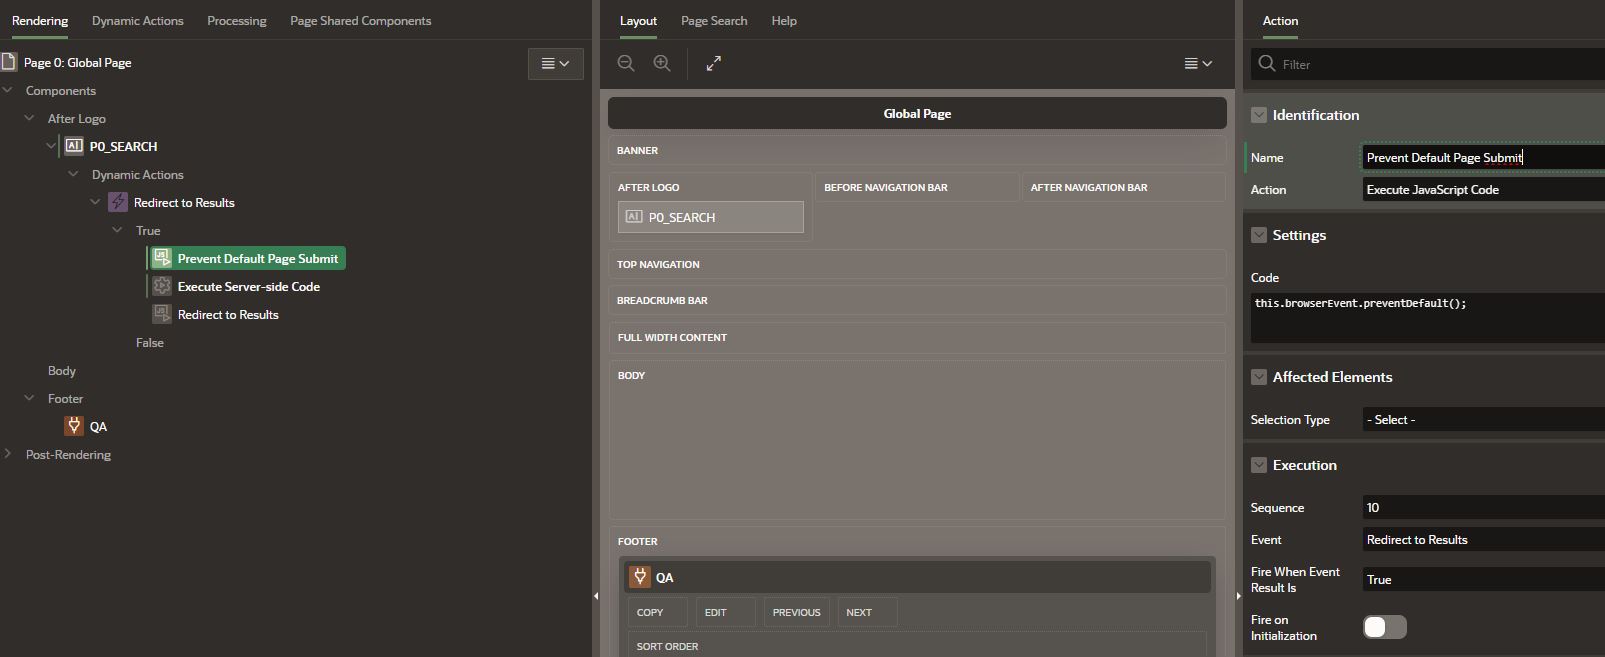 Rendering
Dynamic Actions
Processing
Page Shared Components
Page 0: Global Page
Components
After Logo
P0_SEARCH
Dynamic Actions
Redirect to Results
True
Prevent Default Page Submit
Execute Server-side Code
Redirect to Results
False
Body
Footer
QA
Post-Rendering
Layout
Page Search
Help
Global Page
BANNER
AFTER LOGO
P0_SEARCH
BEFORE NAVIGATION BAR
AFTER NAVIGATION BAR
TOP NAVIGATION
BREADCRUMB BAR
FULL WIDTH CONTENT
BODY
FOOTER
QA
COPY
EDIT
PREVIOUS
NEXT
SORT ORDER
Action
Filter
Identification
Name
Prevent Default Page Submit
Action
Execute JavaScript Code
Settings
Code
this.browserEvent.preventDefault();
Affected Elements
Selection Type
- Select -
Execution
Sequence
10
Event
Redirect to Results
Fire When Event
Result Is
True
Fire on
Initialization